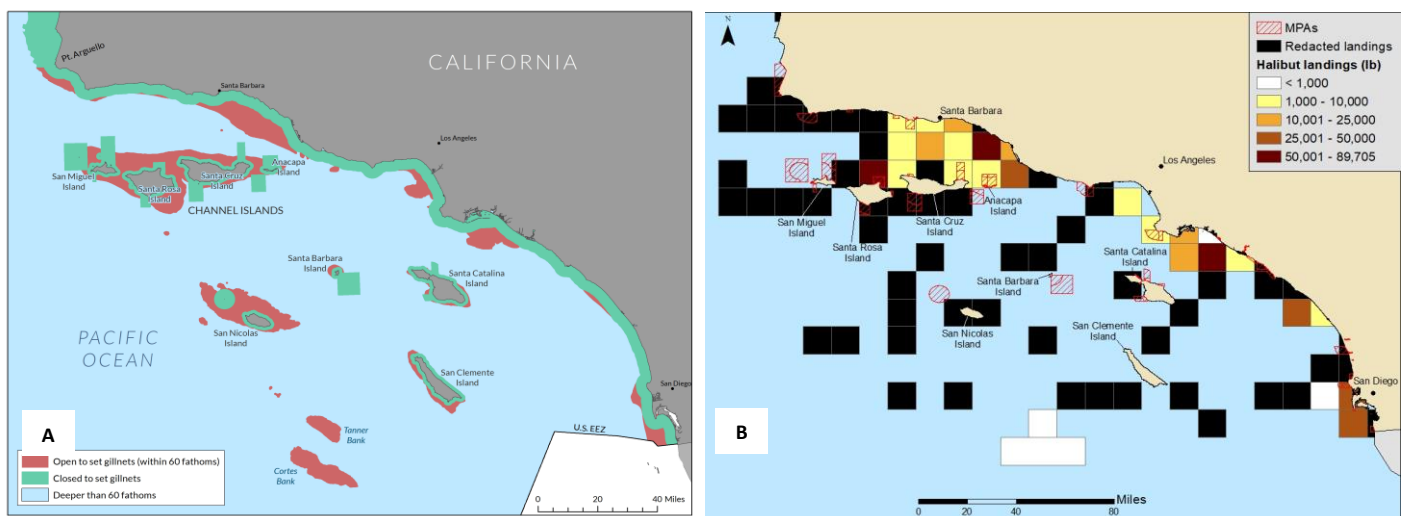 Pt. Arguello
CALIFORNIA
Santa Barbara
Los Angeles
San Miguel
Island
Santa Rosa
Island
Santa Cruz
Island
Anacapa
Island
CHANNEL ISLANDS
Santa Barbara
Island
Santa Catalina
Island
San Nicolas
Island
PACIFIC
OCEAN
San Clemente
Island
San Diego
A
Tanner
Bank
U.S. EEZ
Cortes
Bank
Open to set gillnets (within 60 fathoms)
Closed to set gillnets
Deeper than 60 fathoms
0 20 40 Miles
N
MPAs
Redacted landings
Halibut landings (lb)
< 1,000
1,000 - 10,000
10,001 - 25,000
25,001 - 50,000
50,001 - 89,705
Santa Barbara
Los Angeles
San Miguel
Island
Santa Rosa
Island
Santa Cruz
Island
Anacapa
Island
Santa Barbara
Island
Santa Catalina
Island
San Nicolas
Island
San Clemente
Island
San Diego
B
Miles
0 20 40 80